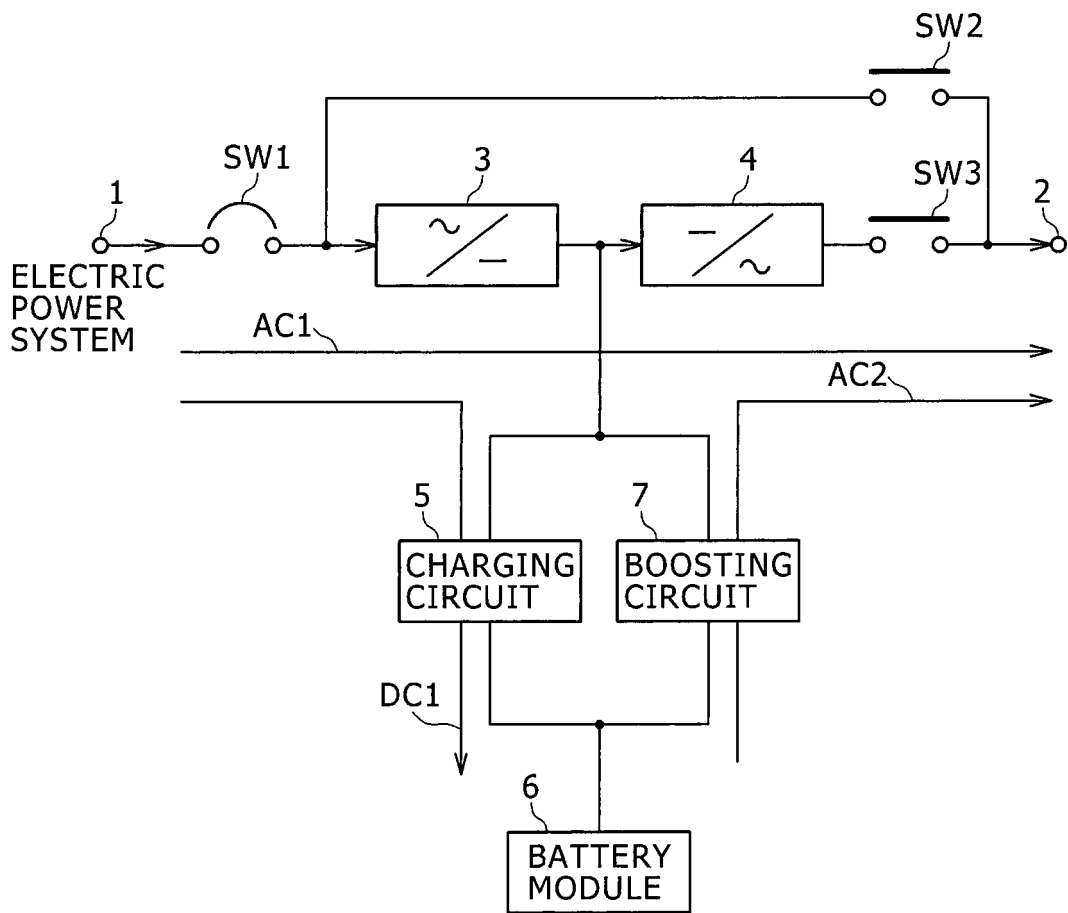 SW2
SW1
3
4
SW3
1
2
ELECTRIC
POWER
SYSTEM
AC1
AC2
5
7
CHARGING
CIRCUIT
BOOSTING
CIRCUIT
DC1
6
BATTERY
MODULE